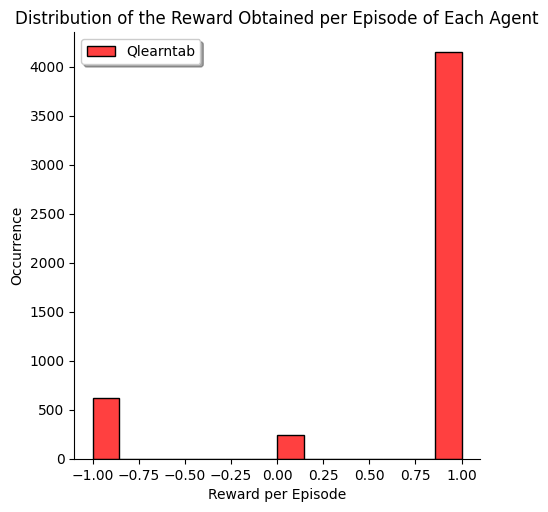 Distribution of the Reward Obtained per Episode of Each Agent
Qlearntab
4000
3500
3000
2500
2000
1500
1000
500
0
Occurrence
−1.00 −0.75 −0.50 −0.25 0.00 0.25 0.50 0.75 1.00
Reward per Episode